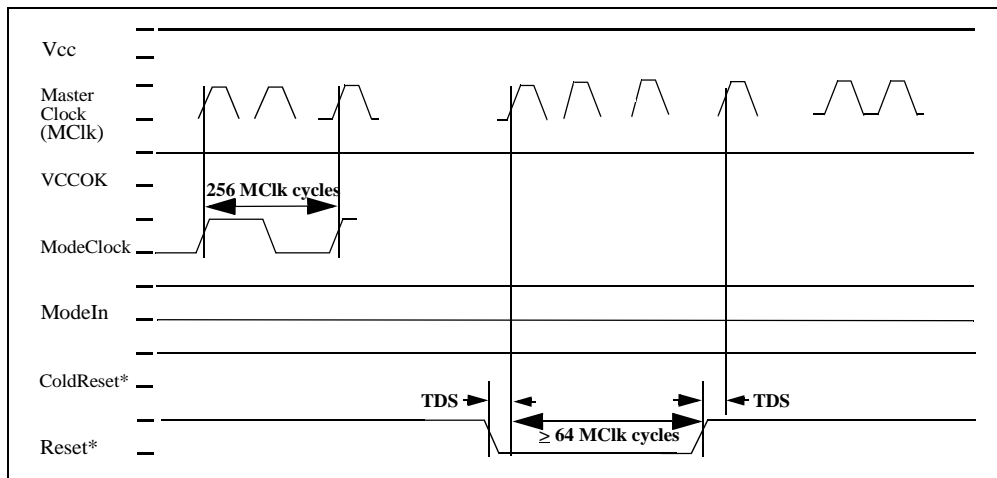 Vcc
Master
Clock
(MClk)
VCCOK
256 MClk cycles
ModeClock
ModeIn
ColdReset*
TDS
TDS
≥ 64 MClk cycles
Reset*